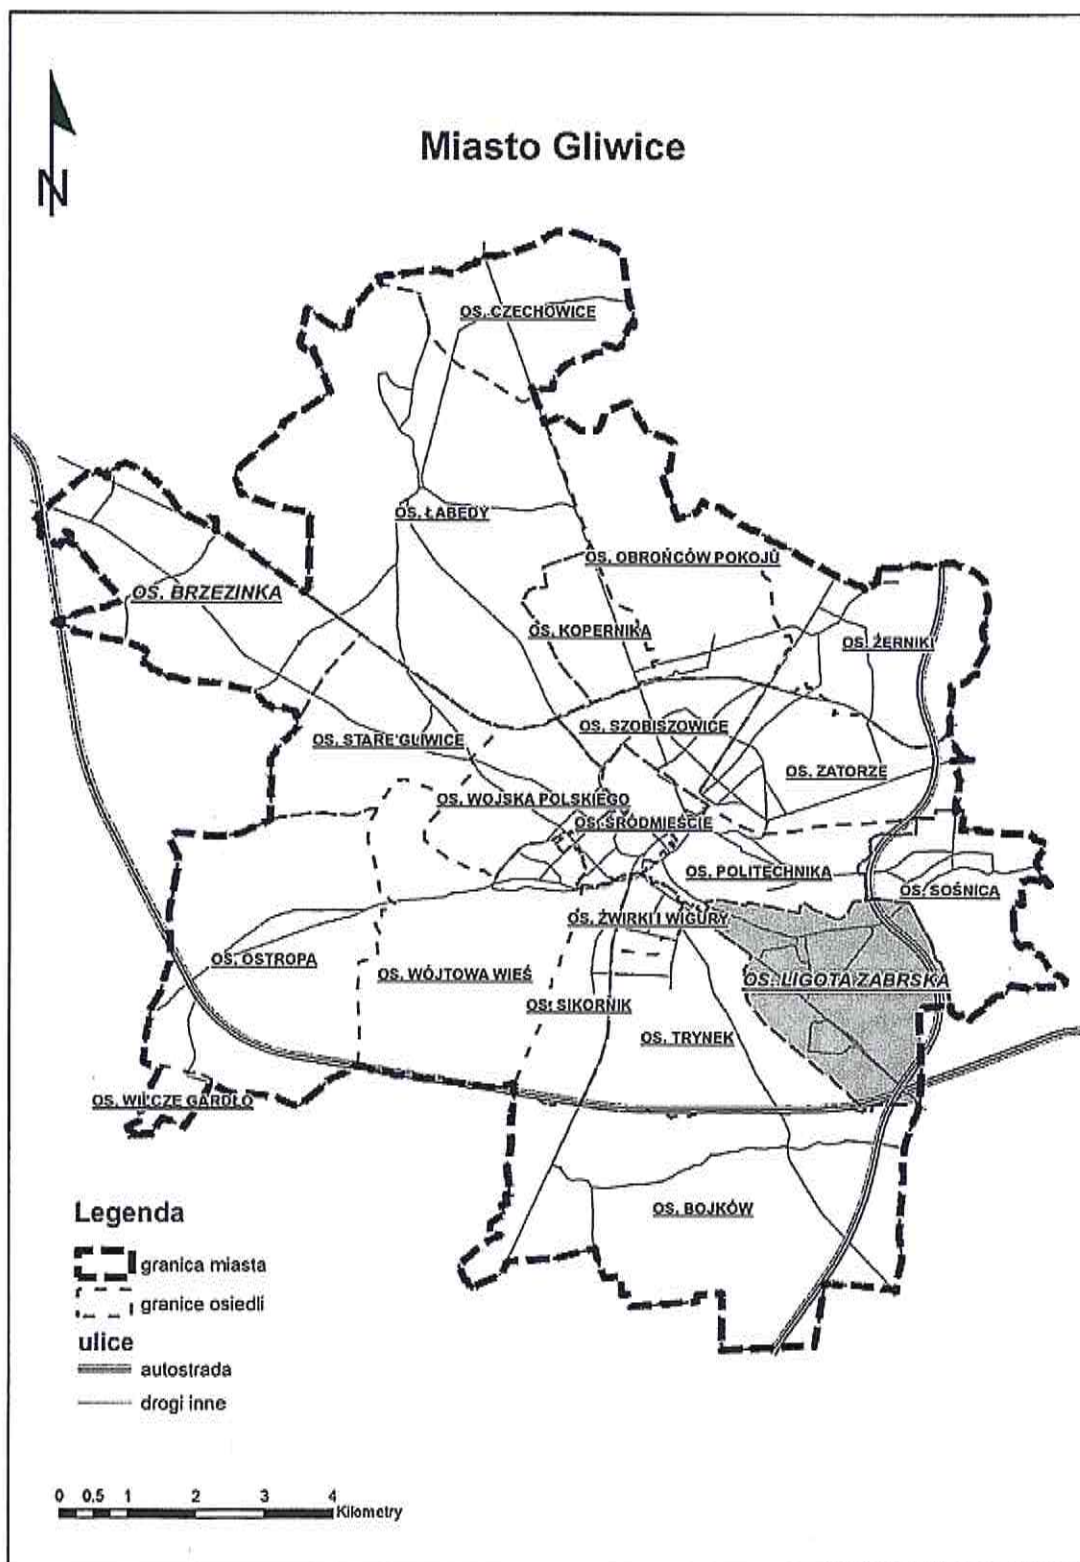 Miasto Gliwice
N
OS. CZECHOWICE
OS. ŁABĘDY
OS. OBROŃCÓW POKOJU
OS. BRZEZINKA
OS. KOPERNIKA
OS. ŻERNIKI
OS. SZOBISZOWICE
OS. STARE GLIWICE
OS. ZATORZE
OS. WOJSKA POLSKIEGO
OS. ŚRÓDMIEŚCIE
OS. POLITECHNIKA
OS. SOŚNICA
OS. ŻWIRKI I WIGURY
OS. OSTROPA
OS. WÓJTOWA WIEŚ
OS. LIGOTA ZABRSKA
OS. SIKORNIK
OS. TRYNEK
OS. WILCZE GARDŁO
OS. BOJKÓW
Legenda
granica miasta
granice osiedli
ulice
autostrada
drogi inne
0 0.5 1 2 3 4
Kilometry